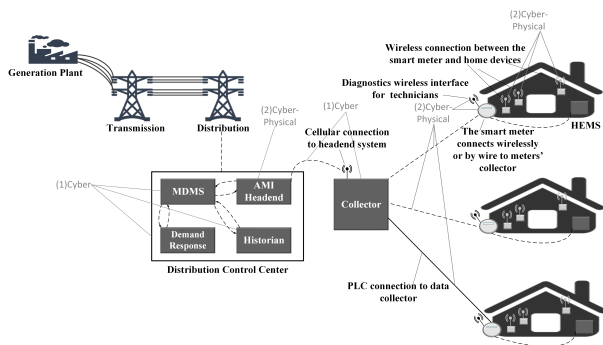 Generation Plant
Transmission
Distribution
(2)Cyber-
Physical
Wireless connection between the
smart meter and home devices
Diagnostics wireless interface
for technicians
(2)Cyber-
Physical
(1)Cyber
(2)Cyber-
Physical
Cellular connection
to headend system
The smart meter
connects wirelessly
or by wire to meters’
collector
HEMS
(1)Cyber
MDMS
AMI
Headend
Demand
Response
Historian
Distribution Control Center
Collector
PLC connection to data
collector